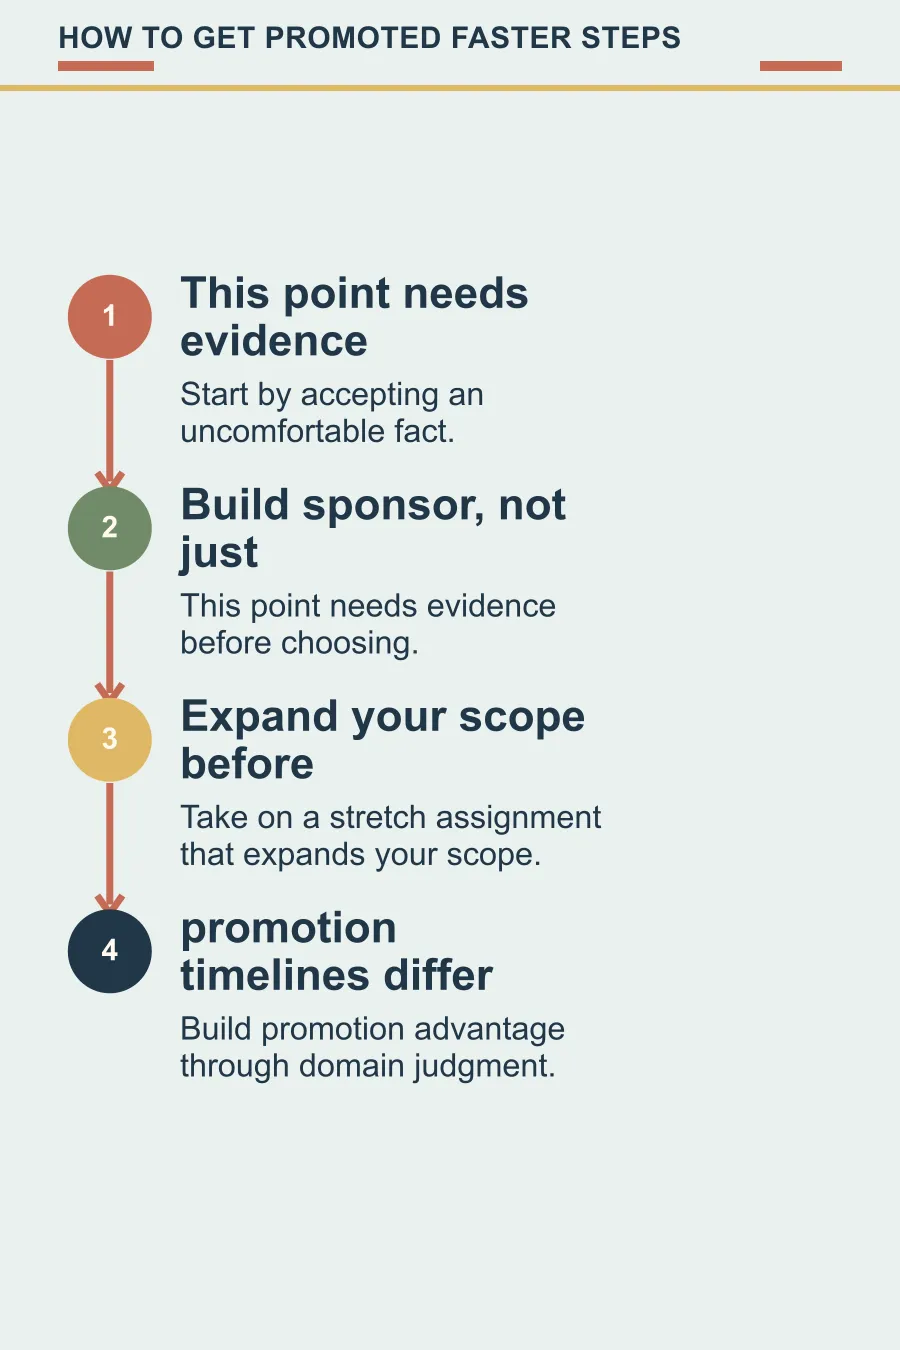 HOW TO GET PROMOTED FASTER STEPS
1
This point needs
evidence
Start by accepting an
uncomfortable fact.
2
Build sponsor, not
just
This point needs evidence
before choosing.
3
Expand your scope
before
Take on a stretch assignment
that expands your scope.
4
promotion
timelines differ
Build promotion advantage
through domain judgment.